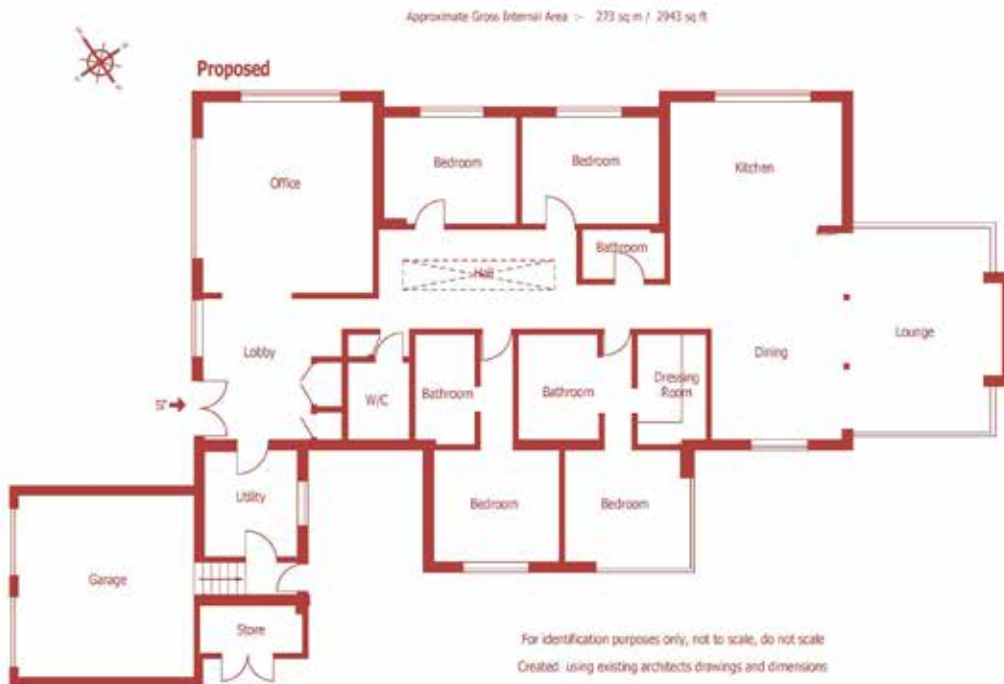 Approximate Gross Internal Area :- 273 sq m / 2943 sq ft
Proposed
Bedroom
Bedroom
Kitchen
Office
Bathroom
Hall
Lobby
Lounge
Dining
Bathroom
Bathroom
Dressing
Room
W/C
Utility
Bedroom
Bedroom
Garage
Store
For identification purposes only, not to scale, do not scale
Created using existing architects drawings and dimensions